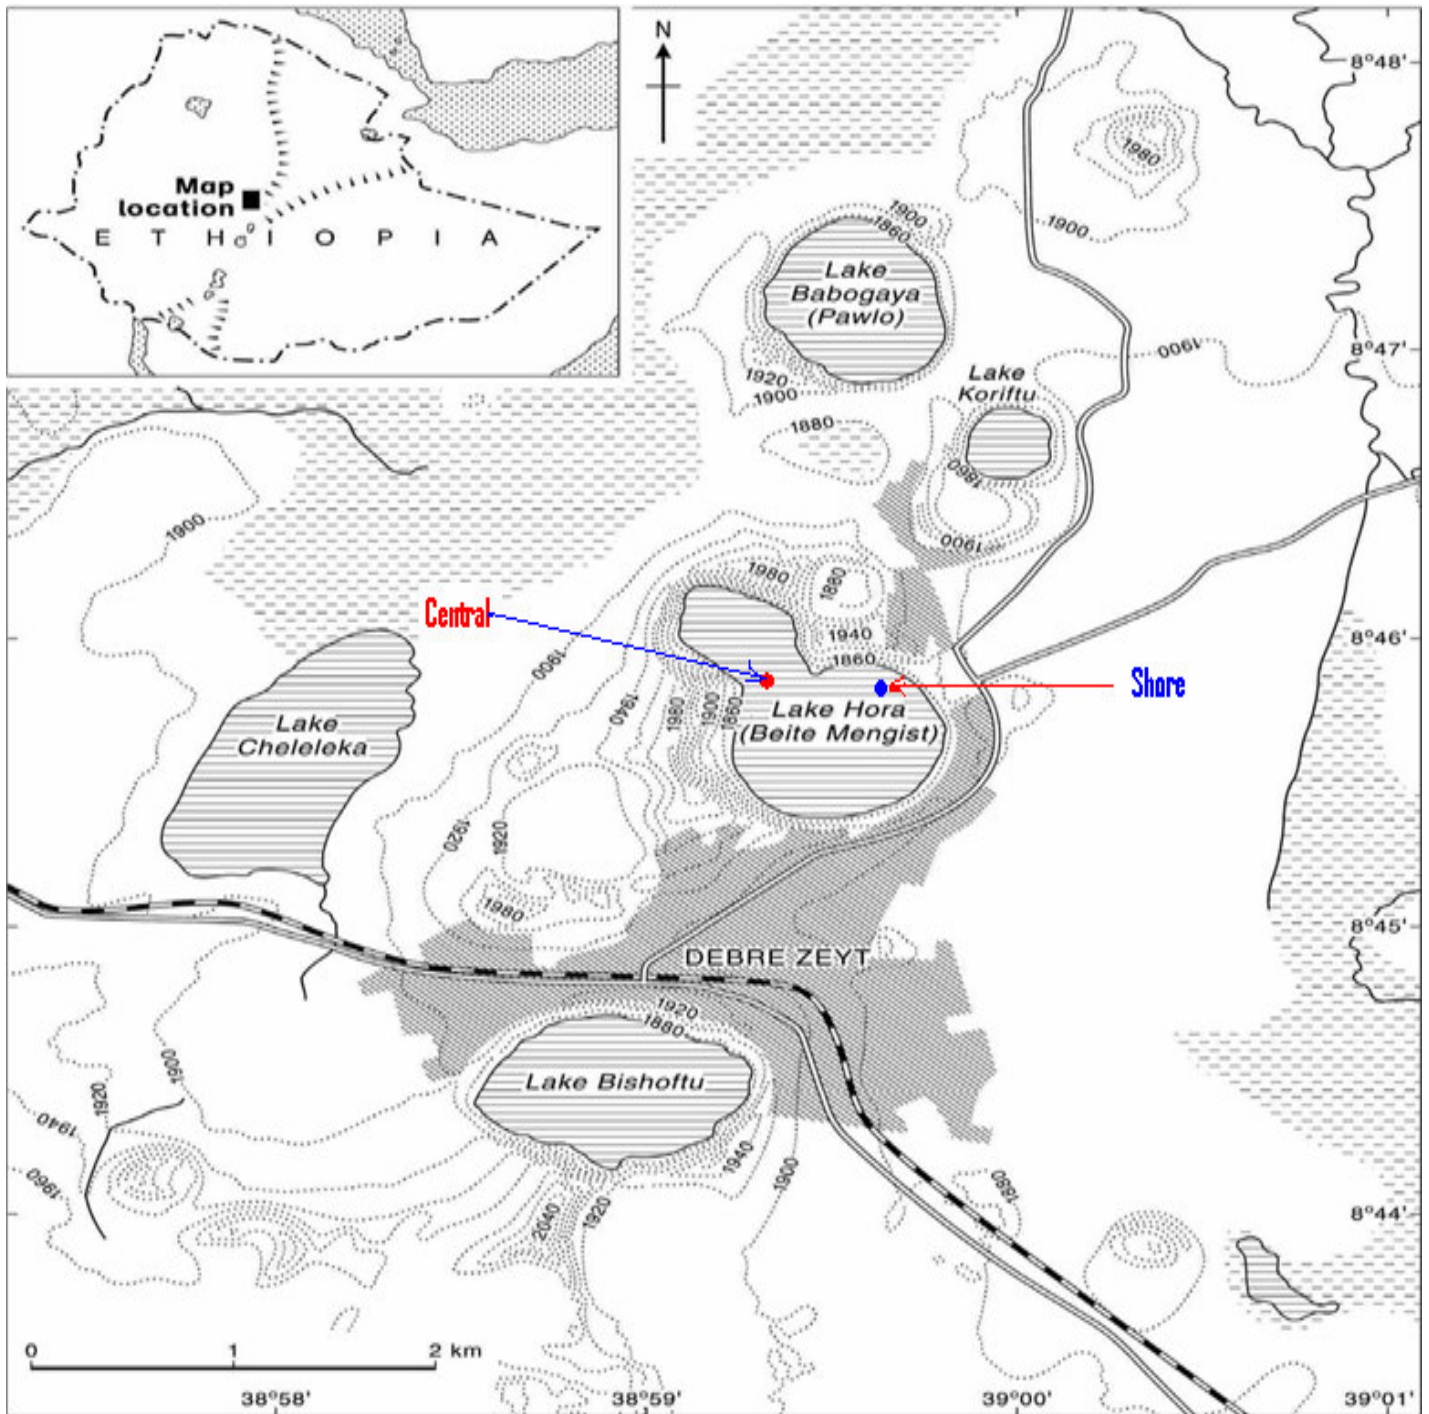 N
Map
location
E T H I O P I A
8°48'
1980
1900
1900
1860
Lake
Babogaya
(Pawlo)
1900
8°47'
1920
1900
Lake
Koriftu
1880
1860
1900
1900
1980
1880
Central
1940
8°46'
1860
1900
Shore
1940
1980
1900
1860
Lake Hora
(Beite Mengist)
Lake
Cheleleka
1920
1920
1980
8°45'
DEBRE ZEYT
1920
1880
1900
Lake Bishoftu
1920
1940
1940
1900
1960
1880
2040
1920
8°44'
0 1 2 km
38°58' 38°59' 39°00' 39°01'